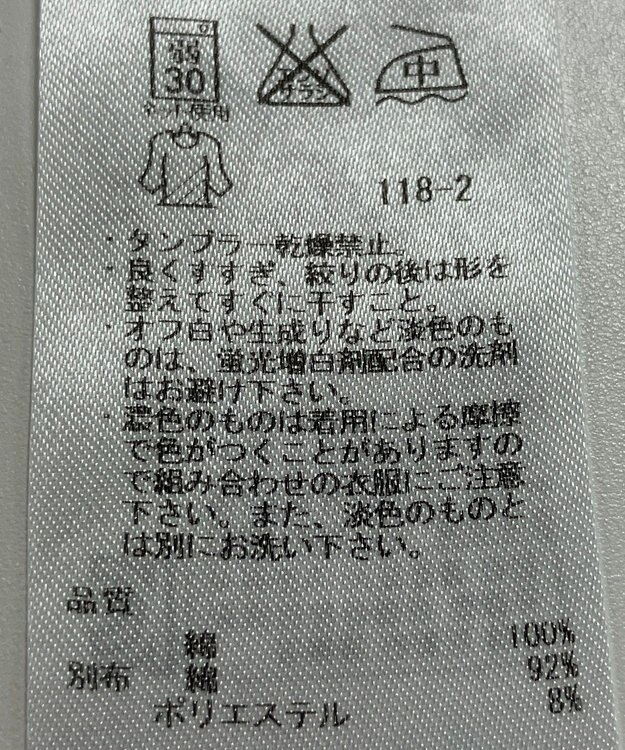 弱
30
ネット使用
エンソ
サラシ
中
118-2
・タンブラー乾燥禁止。
・良くすすぎ、絞りの後は形を
整えてすぐに干すこと。
・オフ白や生成りなど淡色のも
のは、蛍光増白剤配合の洗剤
はお避け下さい。
・濃色のものは着用による摩擦
で色がつくことがありますの
で組み合わせの衣服にご注意
下さい。また、淡色のものと
は別にお洗い下さい。
品質
綿 100%
別布 綿 92%
ポリエステル 8%